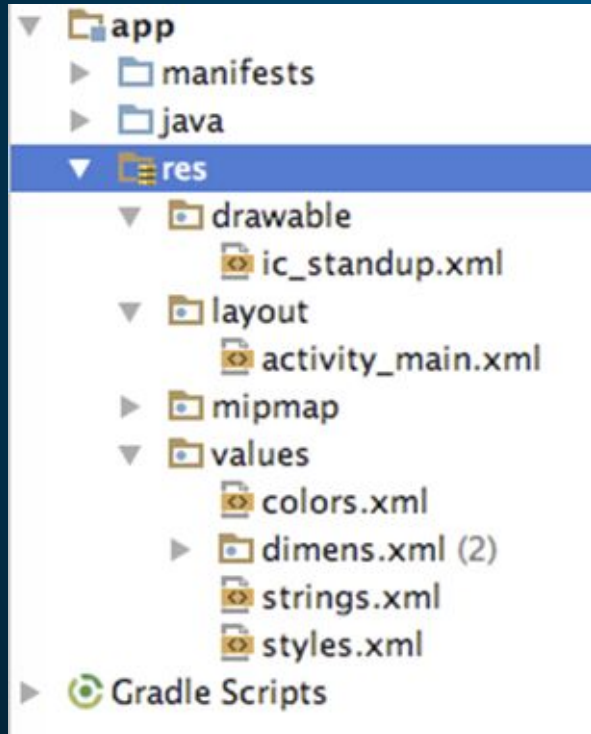 app
manifests
java
res
drawable
ic_standup.xml
layout
activity_main.xml
mipmap
values
colors.xml
dimens.xml (2)
strings.xml
styles.xml
Gradle Scripts